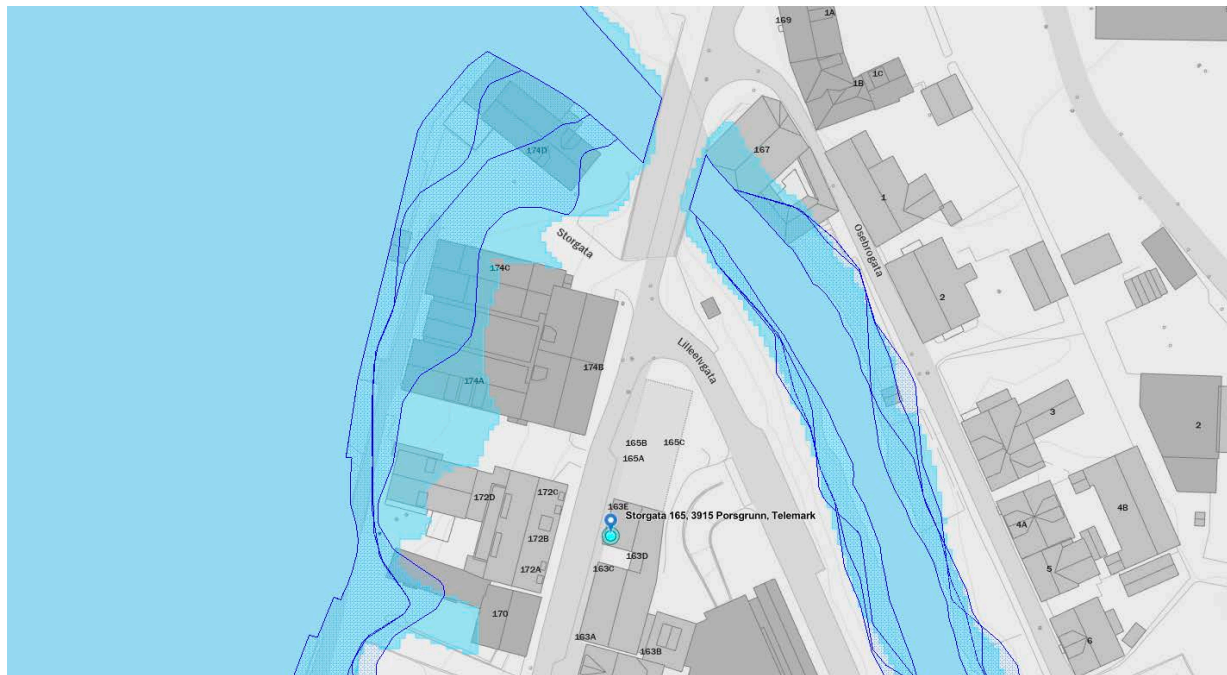 169
1A
1B
1C
167
174D
1
Storgata
Osebrogata
174C
2
174B
Lilleelvgata
174A
3
2
165B
165C
165A
172D
172C
163E
Storgata 165, 3915 Porsgrunn, Telemark
4A
4B
172B
163D
172A
163C
5
170
163A
163B
6